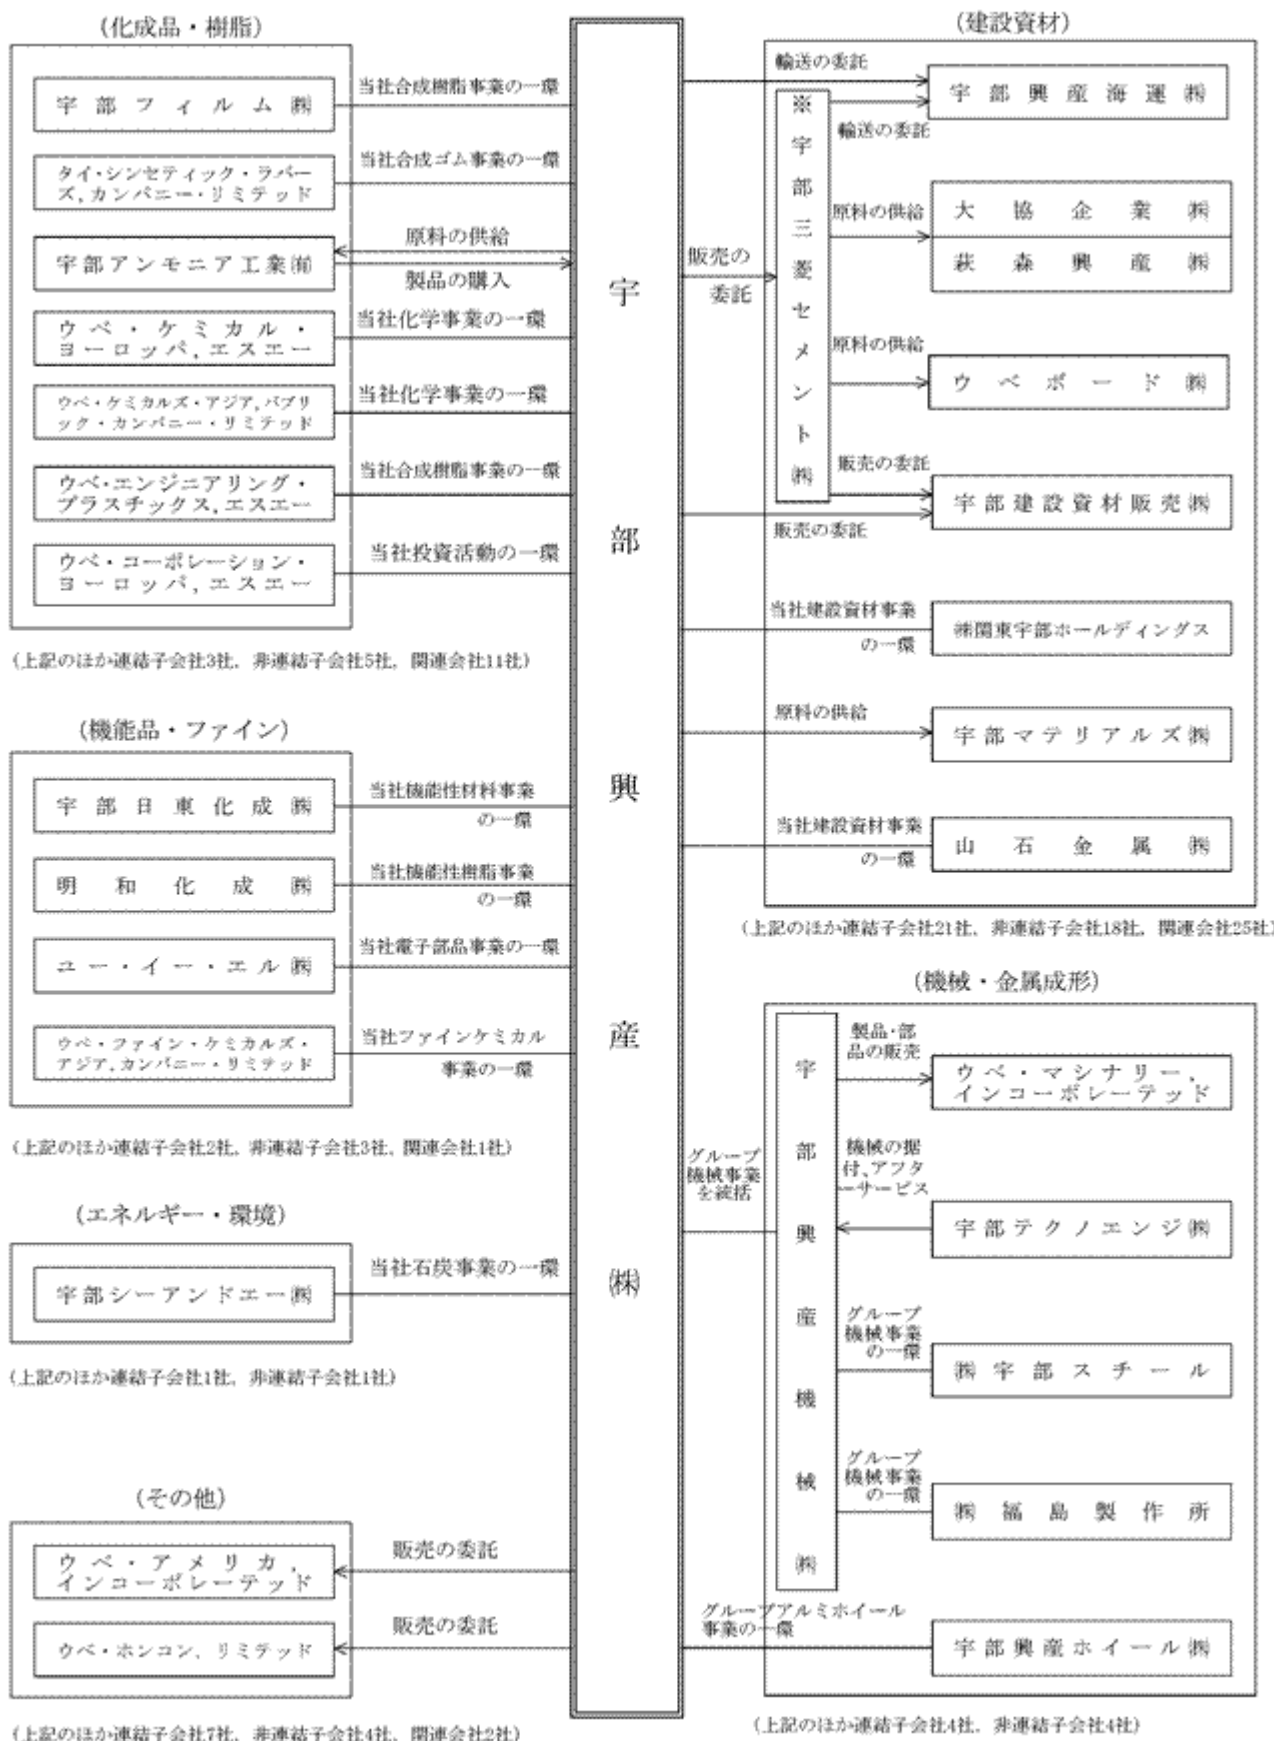 (化成品・樹脂)
宇部フィルム㈱
当社合成樹脂事業の一環
タイ・シンセティック・ラバー
ズ,カンパニー・リミテッド
当社合成ゴム事業の一環
宇部アンモニア工業㈲
原料の供給
製品の購入
ウベ・ケミカル・
ヨーロッパ,エスエー
当社化学事業の一環
ウベ・ケミカルズ・アジア,パブリ
ック・カンパニー・リミテッド
当社化学事業の一環
ウベ・エンジニアリング・
プラスチックス,エスエー
当社合成樹脂事業の一環
ウベ・コーポレーション・
ヨーロッパ,エスエー
当社投資活動の一環
(上記のほか連結子会社3社, 非連結子会社5社, 関連会社11社)
(機能品・ファイン)
宇部日東化成㈱
当社機能性材料事業
の一環
明和化成㈱
当社機能性樹脂事業
の一環
ユー・イー・エル㈱
当社電子部品事業の一環
ウベ・ファイン・ケミカルズ・
アジア,カンパニー・リミテッド
当社ファインケミカル
事業の一環
(上記のほか連結子会社2社, 非連結子会社3社, 関連会社1社)
(エネルギー・環境)
宇部シーアンドエー㈱
当社石炭事業の一環
(上記のほか連結子会社1社, 非連結子会社1社)
(その他)
ウベ・アメリカ,
インコーポレーテッド
販売の委託
ウベ・ホンコン, リミテッド
販売の委託
(上記のほか連結子会社7社, 非連結子会社4社, 関連会社2社)
宇部興産㈱
(建設資材)
輸送の委託
宇部興産海運㈱
輸送の委託
※宇部三菱セメント㈱
販売の
委託
原料の供給
大協企業㈱
萩森興産㈱
原料の供給
ウベボード㈱
販売の委託
宇部建設資材販売㈱
販売の委託
当社建設資材事業
の一環
㈱関東宇部ホールディングス
原料の供給
宇部マテリアルズ㈱
当社建設資材事業
の一環
山石金属㈱
(上記のほか連結子会社21社, 非連結子会社18社, 関連会社25社)
(機械・金属成形)
グループ
機械事業
を統括
宇部興産機械㈱
製品・部
品の販売
ウベ・マシナリー,
インコーポレーテッド
機械の据
付,アフタ
ーサービス
宇部テクノエンジ㈱
グループ
機械事業
の一環
㈱宇部スチール
グループ
機械事業
の一環
㈱福島製作所
グループアルミホイール
事業の一環
宇部興産ホイール㈱
(上記のほか連結子会社4社, 非連結子会社4社)